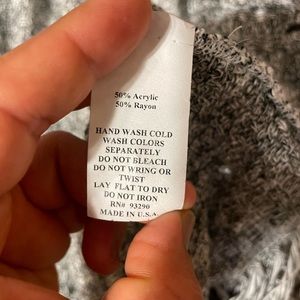 50% Acrylic
50% Rayon
HAND WASH COLD
WASH COLORS
SEPARATELY
DO NOT BLEACH
DO NOT WRING OR
TWIST
LAY FLAT TO DRY
DO NOT IRON
RN# 93290
MADE IN U.S.A